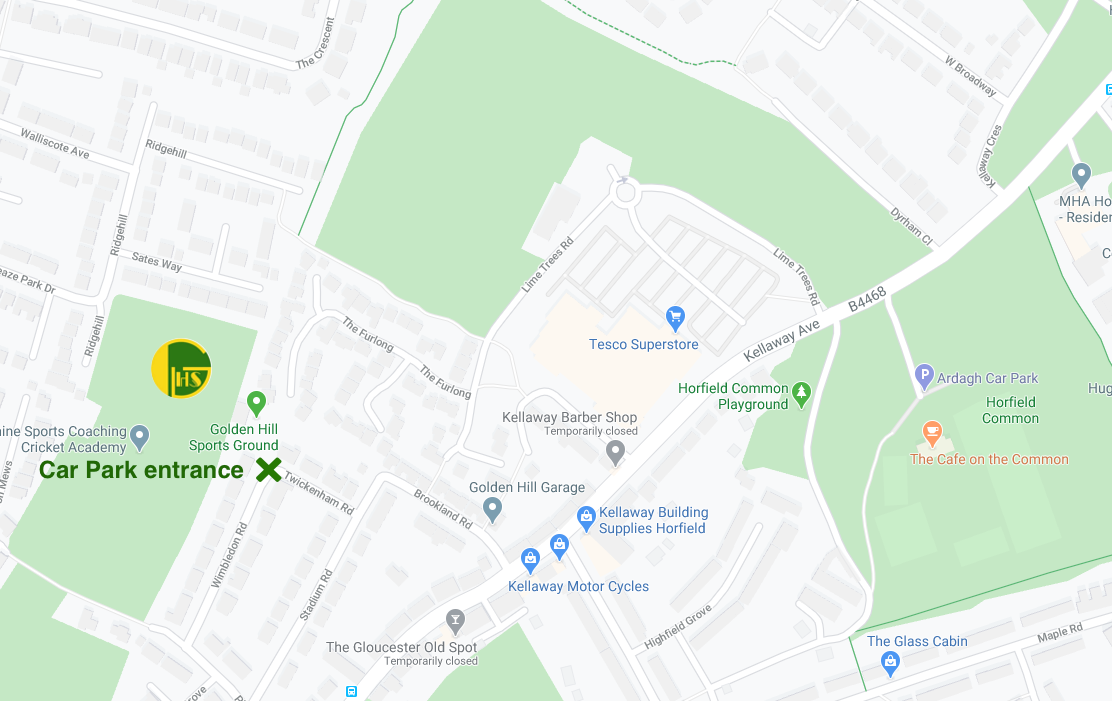 The Crescent
W Broadway
Walliscote Ave
Ridgehill
Kellaway Cres
MHA Ho
- Resider
Ridgehill
Dyrham Cl
Sates Way
Lime Trees Rd
Lime Trees Rd
eaze Park Dr
B4468
Ridgehill
The Furlong
Tesco Superstore
Kellaway Ave
HS
The Furlong
Horfield Common
Playground
Ardagh Car Park
Hug
Horfield
Common
Kellaway Barber Shop
Temporarily closed
Golden Hill
Sports Ground
ine Sports Coaching
Cricket Academy
The Cafe on the Common
Car Park entrance
Twickenham Rd
Golden Hill Garage
Brookland Rd
n Mews
Kellaway Building
Supplies Horfield
Wimbledon Rd
Stadium Rd
Kellaway Motor Cycles
Highfield Grove
The Gloucester Old Spot
Temporarily closed
The Glass Cabin
Maple Rd
rove